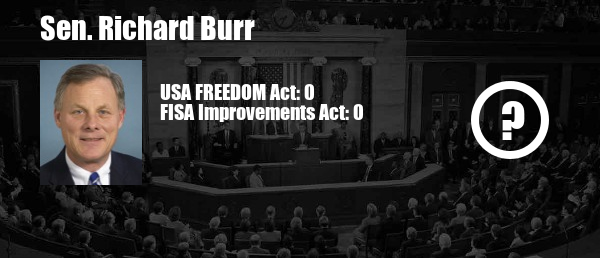 Sen. Richard Burr
USA FREEDOM Act: 0
FISA Improvements Act: 0
?